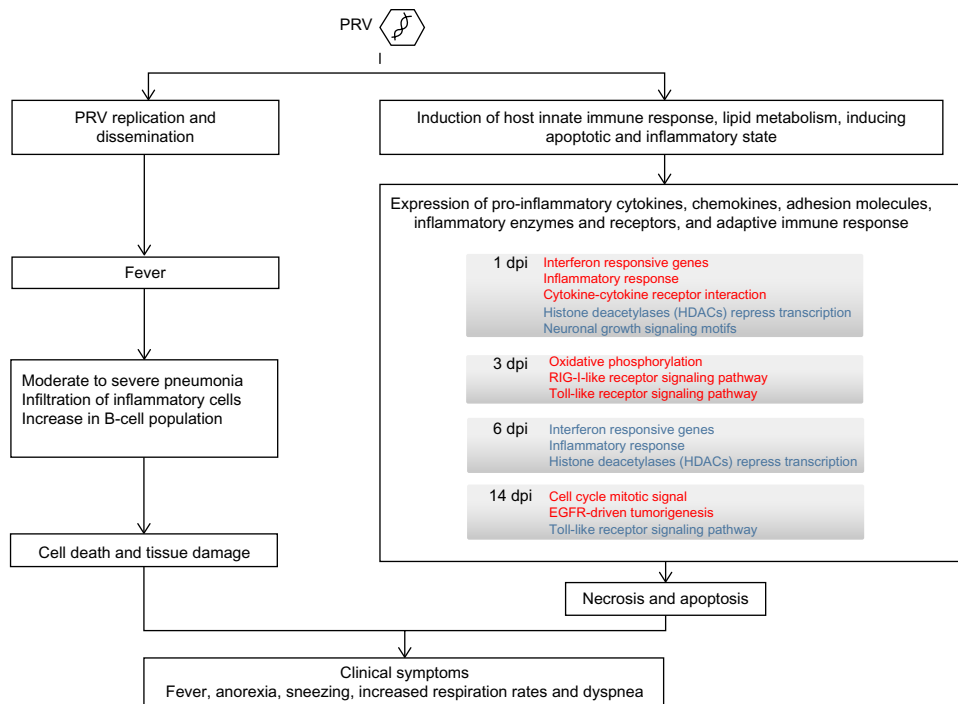 PRV
PRV replication and
dissemination
Fever
Moderate to severe pneumonia
Infiltration of inflammatory cells
Increase in B-cell population
Cell death and tissue damage
Induction of host innate immune response, lipid metabolism, inducing
apoptotic and inflammatory state
Expression of pro-inflammatory cytokines, chemokines, adhesion molecules,
inflammatory enzymes and receptors, and adaptive immune response
1 dpi
Interferon responsive genes
Inflammatory response
Cytokine-cytokine receptor interaction
Histone deacetylases (HDACs) repress transcription
Neuronal growth signaling motifs
3 dpi
Oxidative phosphorylation
RIG-I-like receptor signaling pathway
Toll-like receptor signaling pathway
6 dpi
Interferon responsive genes
Inflammatory response
Histone deacetylases (HDACs) repress transcription
14 dpi
Cell cycle mitotic signal
EGFR-driven tumorigenesis
Toll-like receptor signaling pathway
Necrosis and apoptosis
Clinical symptoms
Fever, anorexia, sneezing, increased respiration rates and dyspnea